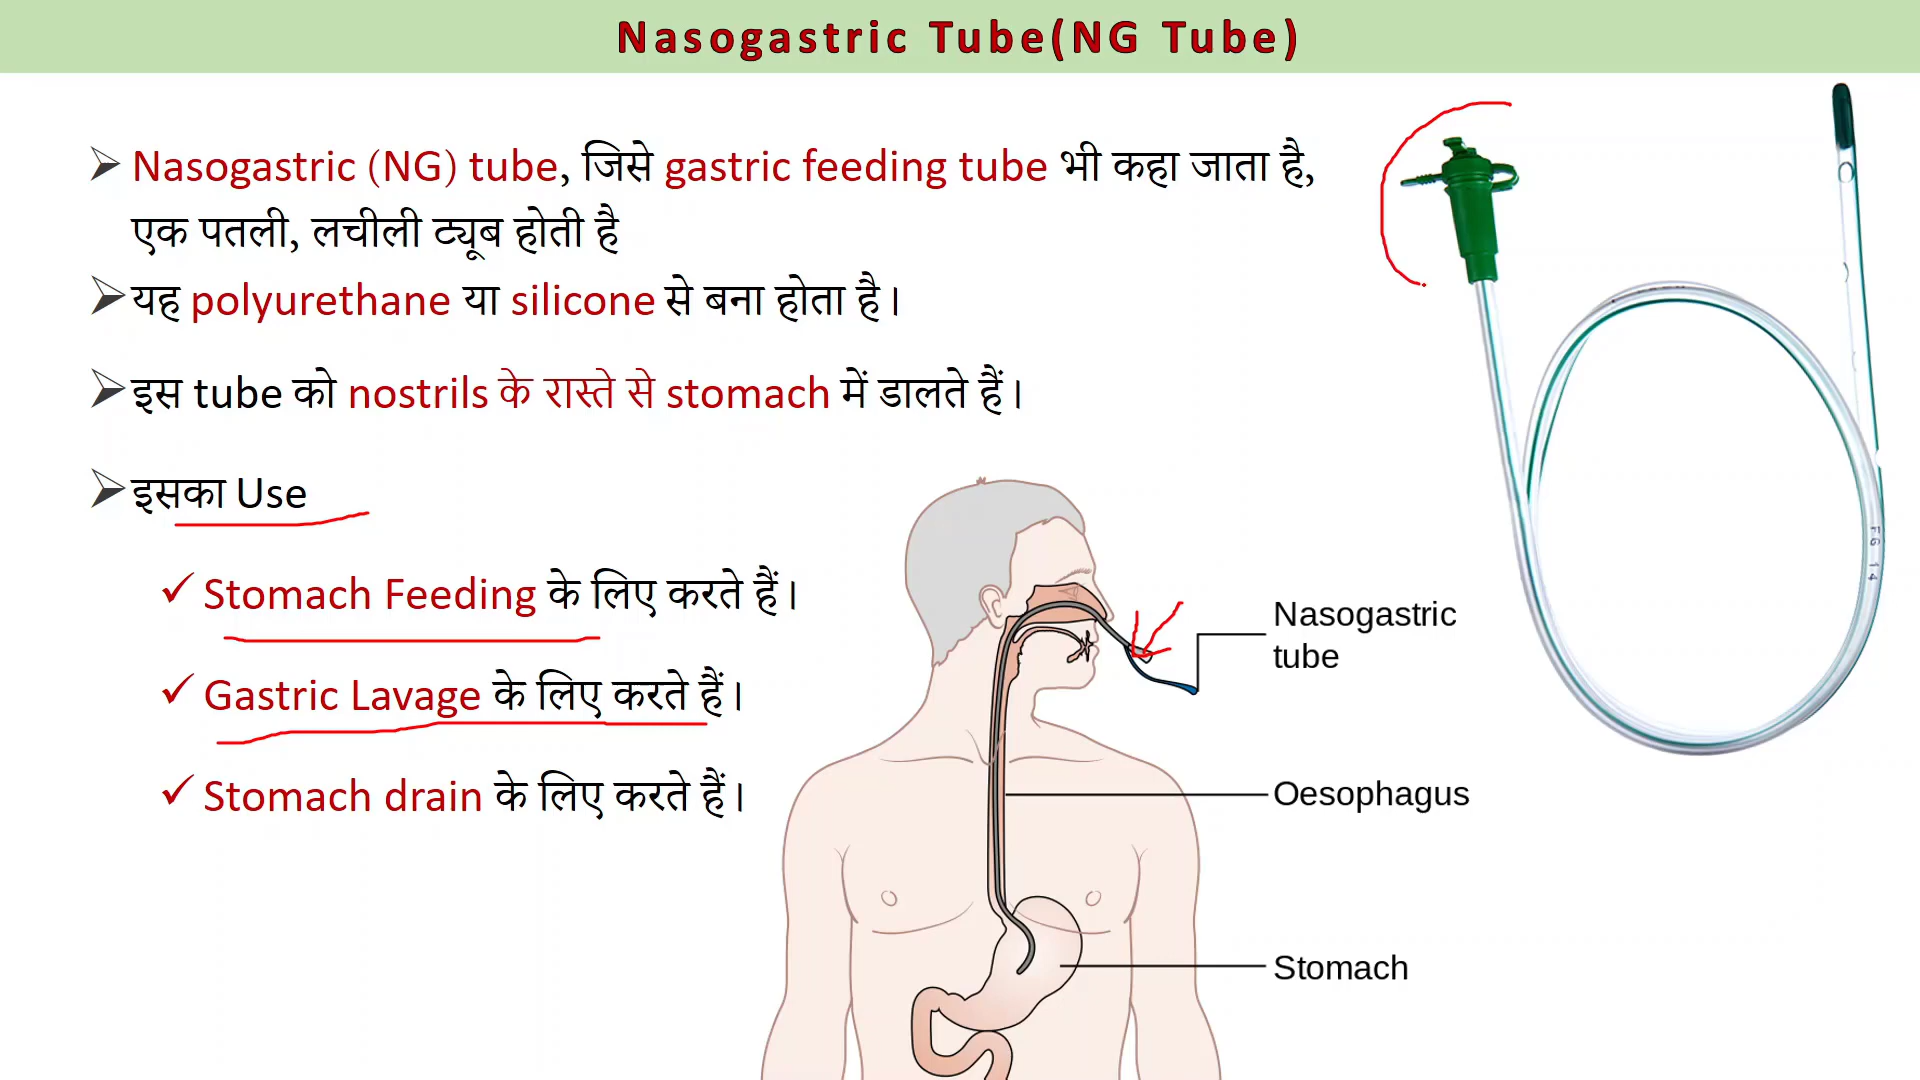 Nasogastric Tube(NG Tube)
Nasogastric (NG) tube, जिसे gastric feeding tube भी कहा जाता है,
एक पतली, लचीली ट्यूब होती है
यह polyurethane या silicone से बना होता है।
इस tube को nostrils के रास्ते से stomach में डालते हैं।
इसका Use
Stomach Feeding के लिए करते हैं।
Gastric Lavage के लिए करते हैं।
Stomach drain के लिए करते हैं।
Nasogastric
tube
Oesophagus
Stomach
FG 14